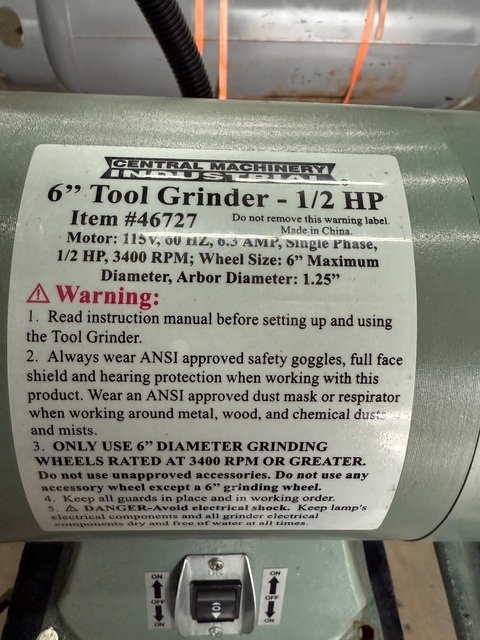 CENTRAL MACHINERY
INDUSTRIAL
6” Tool Grinder - 1/2 HP
Item #46727
Do not remove this warning label.
Made in China.
Motor: 115V, 60 HZ, 6.3 AMP, Single Phase,
1/2 HP, 3400 RPM; Wheel Size: 6” Maximum
Diameter, Arbor Diameter: 1.25”
⚠ Warning:
1. Read instruction manual before setting up and using
the Tool Grinder.
2. Always wear ANSI approved safety goggles, full face
shield and hearing protection when working with this
product. Wear an ANSI approved dust mask or respirator
when working around metal, wood, and chemical dusts
and mists.
3. ONLY USE 6” DIAMETER GRINDING
WHEELS RATED AT 3400 RPM OR GREATER.
Do not use unapproved accessories. Do not use any
accessory wheel except a 6” grinding wheel.
4. Keep all guards in place and in working order.
5. ⚠ DANGER-Avoid electrical shock. Keep lamp's
electrical components and all grinder electrical
components dry and free of water at all times.
ON
OFF
ON
ON
OFF
ON